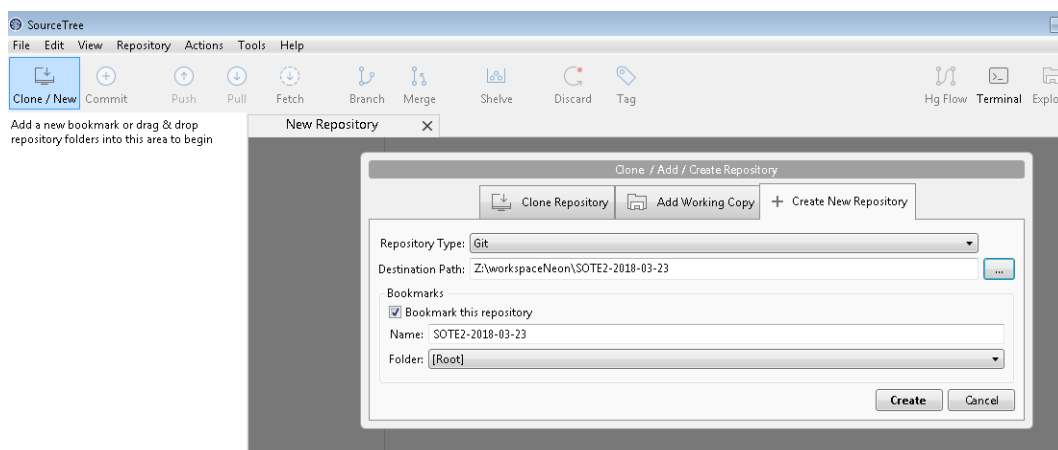 SourceTree
File Edit View Repository Actions Tools Help
Clone / New Commit Push Pull Fetch Branch Merge Shelve Discard Tag Hg Flow Terminal Explo
Add a new bookmark or drag & drop
repository folders into this area to begin
New Repository
Clone / Add / Create Repository
Clone Repository Add Working Copy Create New Repository
Repository Type: Git
Destination Path: Z:\workspaceNeon\SOTE2-2018-03-23
...
Bookmarks
Bookmark this repository
Name: SOTE2-2018-03-23
Folder: [Root]
Create Cancel